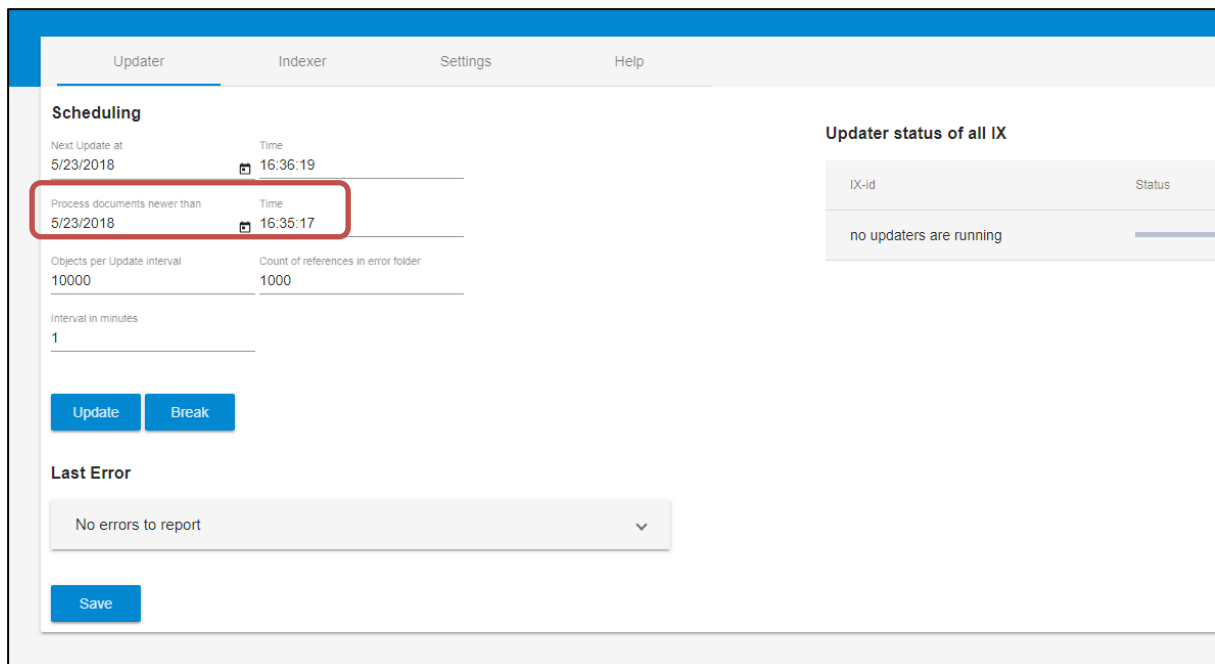 Updater Indexer Settings Help
Scheduling
Next Update at Time
5/23/2018 16:36:19
Process documents newer than Time
5/23/2018 16:35:17
Objects per Update interval Count of references in error folder
10000 1000
Interval in minutes
1
Update Break
Last Error
No errors to report
Save
Updater status of all IX
IX-id Status
no updaters are running